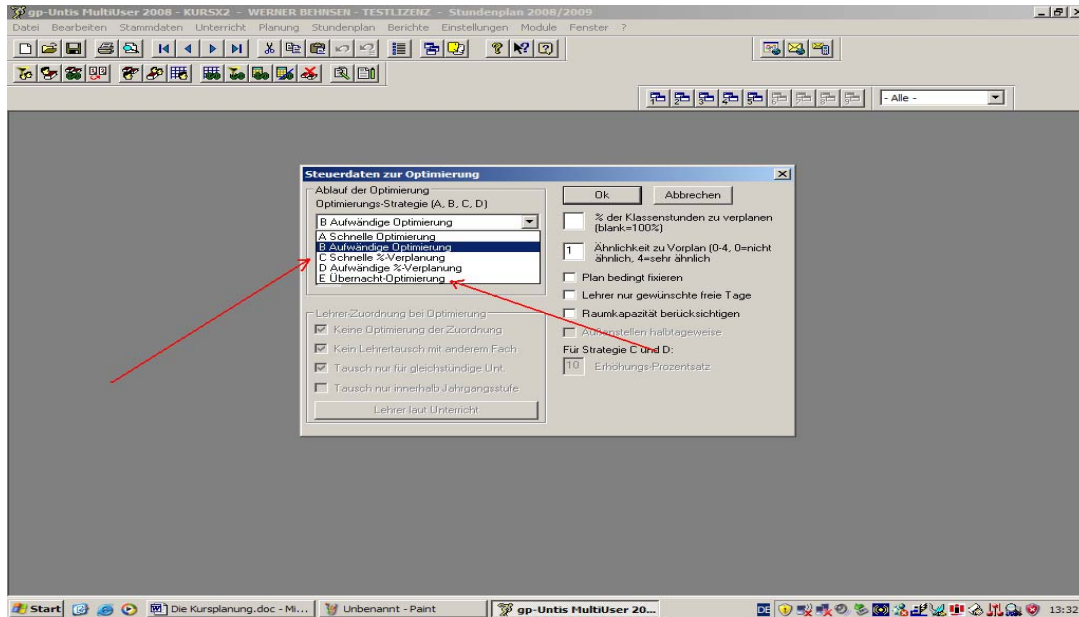 gp-Untis MultiUser 2008 - KURSX2 - WERNER BEHNSEN - TESTLIZENZ - Stundenplan 2008/2009
Datei Bearbeiten Stammdaten Unterricht Planung Stundenplan Berichte Einstellungen Module Fenster ?
- Alle -
Steuerdaten zur Optimierung
Ablauf der Optimierung
Optimierungs-Strategie (A, B, C, D)
B Aufwändige Optimierung
A Schnelle Optimierung
B Aufwändige Optimierung
C Schnelle %-Verplanung
D Aufwändige %-Verplanung
E Übernacht-Optimierung
Lehrer-Zuordnung bei Optimierung
Keine Optimierung der Zuordnung
Kein Lehrertausch mit anderem Fach
Tausch nur für gleichstündige Unt.
Tausch nur innerhalb Jahrgangsstufe
Lehrer laut Unterricht
Ok Abbrechen
% der Klassenstunden zu verplanen
(blank=100%)
1 Ähnlichkeit zu Vorplan (0-4, 0=nicht
ähnlich, 4=sehr ähnlich
Plan bedingt fixieren
Lehrer nur gewünschte freie Tage
Raumkapazität berücksichtigen
Außenstellen halbtageweise
Für Strategie C und D:
10 Erhöhungs-Prozentsatz
Start Die Kursplanung.doc - Mi... Unbenannt - Paint gp-Untis MultiUser 20... DE 13:32